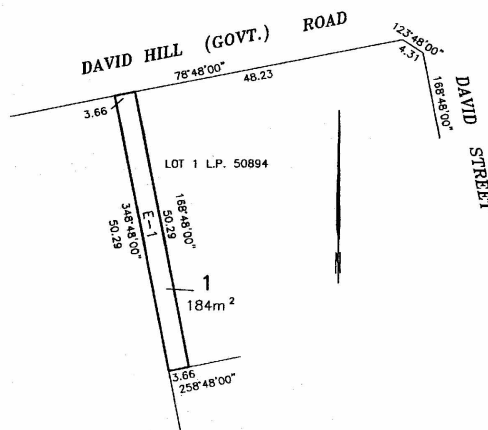 DAVID HILL (GOVT.) ROAD
78°48'00"
48.23
123°48'00"
4.31
168°48'00"
DAVID STREET
3.66
LOT 1 L.P. 50894
E-1
348°48'00"
50.29
168°48'00"
50.29
1
184m²
3.66
258°48'00"